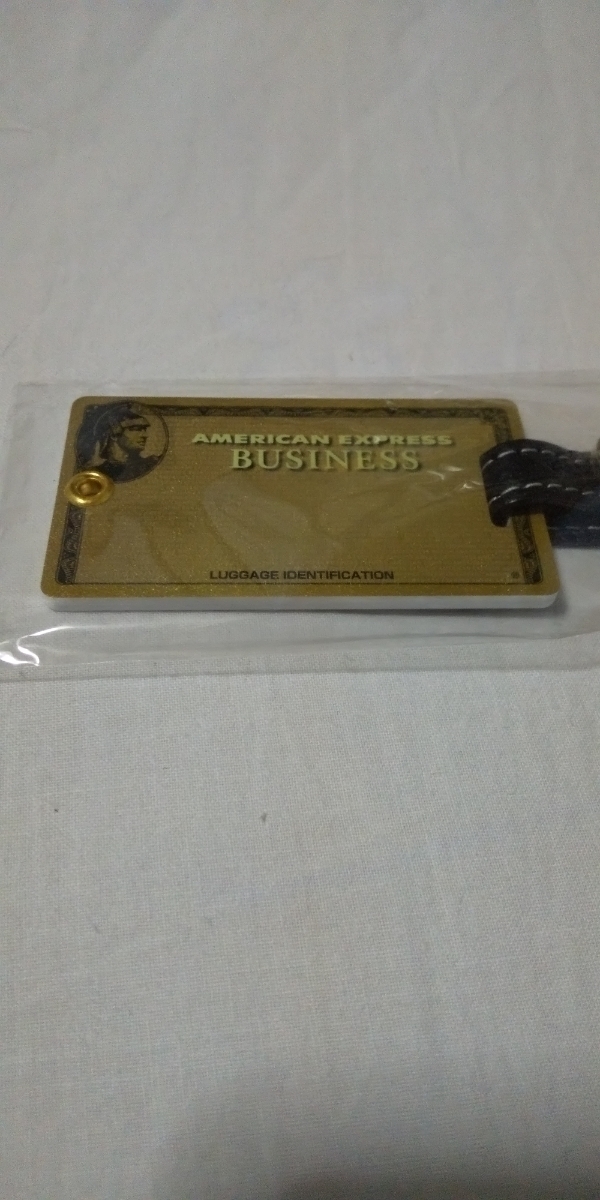 AMERICAN EXPRESS
BUSINESS
LUGGAGE IDENTIFICATION ®